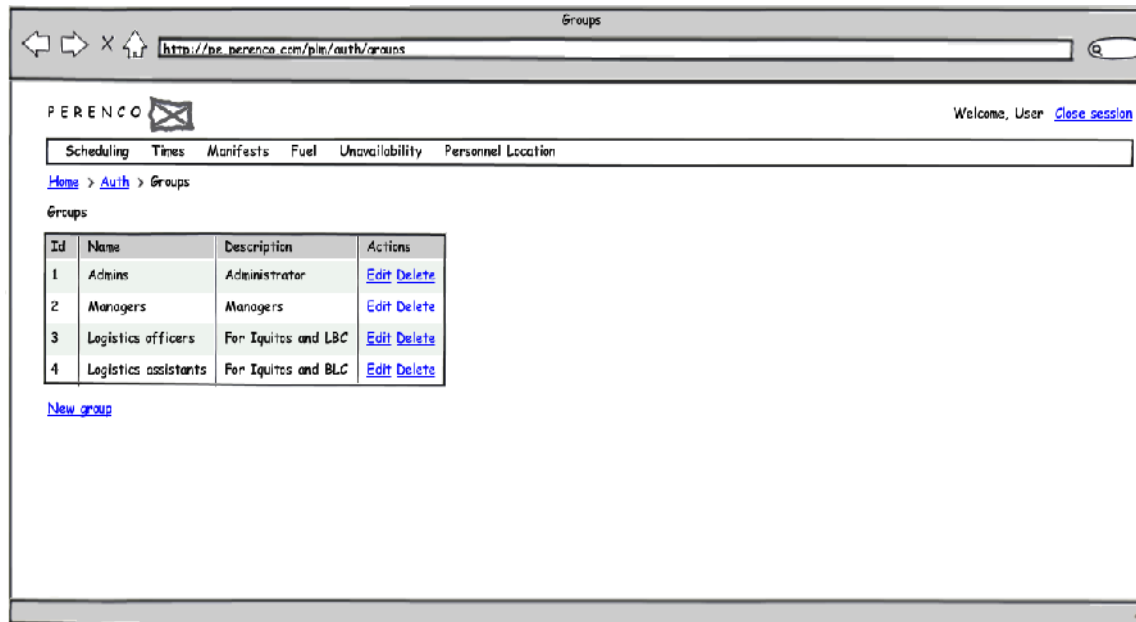 Groups
http://pe.perenco.com/plm/auth/groups
PERENCO
Welcome, User Close session
Scheduling Times Manifests Fuel Unavailability Personnel Location
Home > Auth > Groups
Groups
Id Name Description Actions
1 Admins Administrator Edit Delete
2 Managers Managers Edit Delete
3 Logistics officers For Iquitos and LBC Edit Delete
4 Logistics assistants For Iquitos and BLC Edit Delete
New group